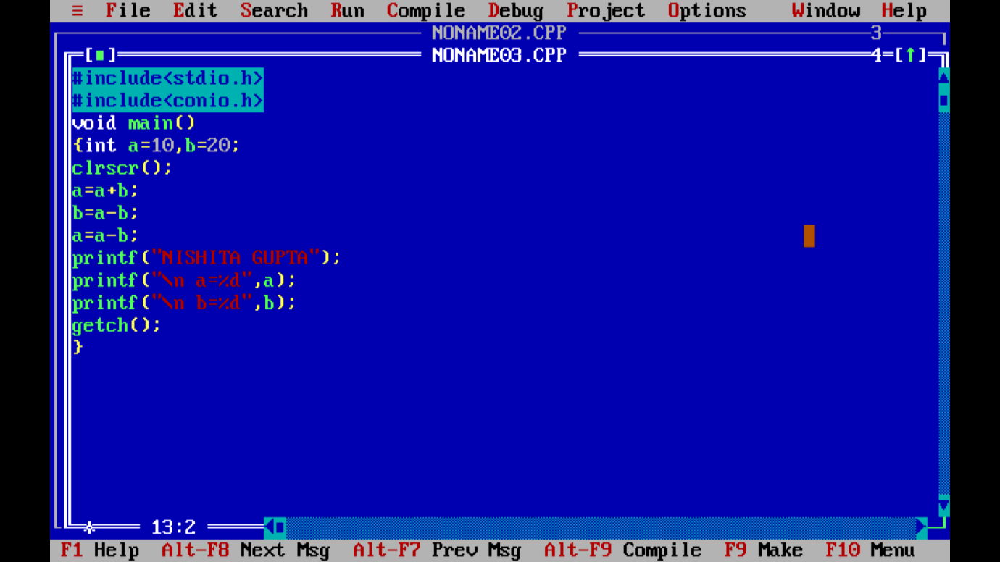 ≡ File Edit Search Run Compile Debug Project Options Window Help
NONAME02.CPP 3
[■] NONAME03.CPP 4=[↑]
#include<stdio.h>
#include<conio.h>
void main()
{int a=10,b=20;
clrscr();
a=a+b;
b=a-b;
a=a-b;
printf("NISHITA GUPTA");
printf("\n a=%d",a);
printf("\n b=%d",b);
getch();
}
13:2
F1 Help Alt-F8 Next Msg Alt-F7 Prev Msg Alt-F9 Compile F9 Make F10 Menu